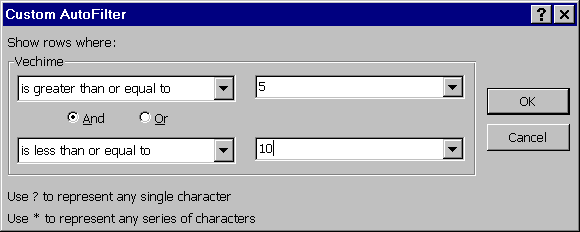 Custom AutoFilter
Show rows where:
Vechime
is greater than or equal to 5
And Or
OK
is less than or equal to 10
Cancel
Use ? to represent any single character
Use * to represent any series of characters